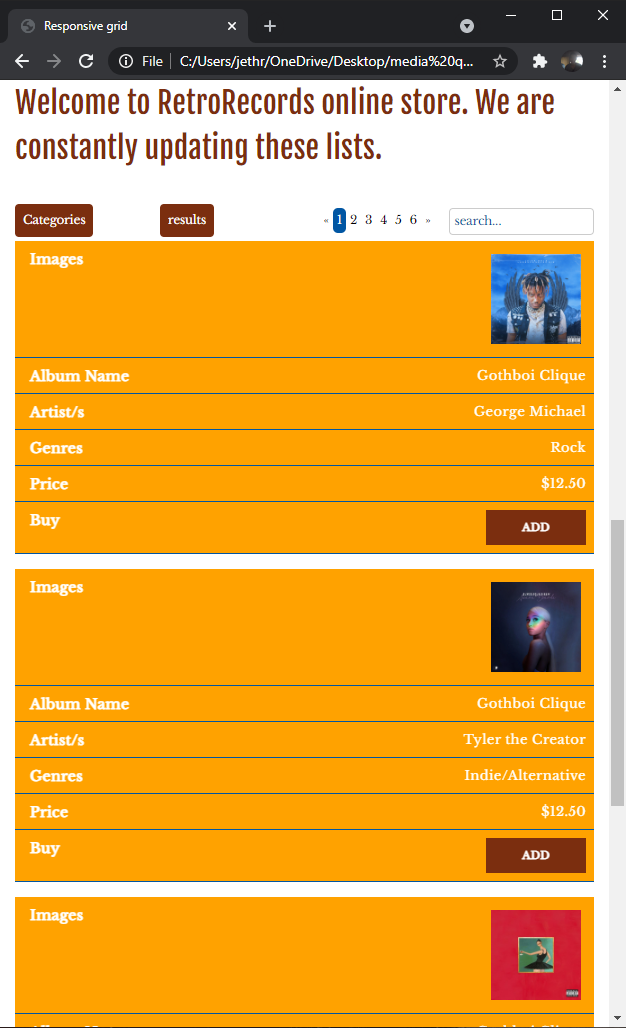 Responsive grid
File
C:/Users/jethr/OneDrive/Desktop/media%20q...
Welcome to RetroRecords online store. We are
constantly updating these lists.
Categories results « 1 2 3 4 5 6 » search...
Images
Album Name Gothboi Clique
Artist/s George Michael
Genres Rock
Price $12.50
Buy ADD
Images
Album Name Gothboi Clique
Artist/s Tyler the Creator
Genres Indie/Alternative
Price $12.50
Buy ADD
Images